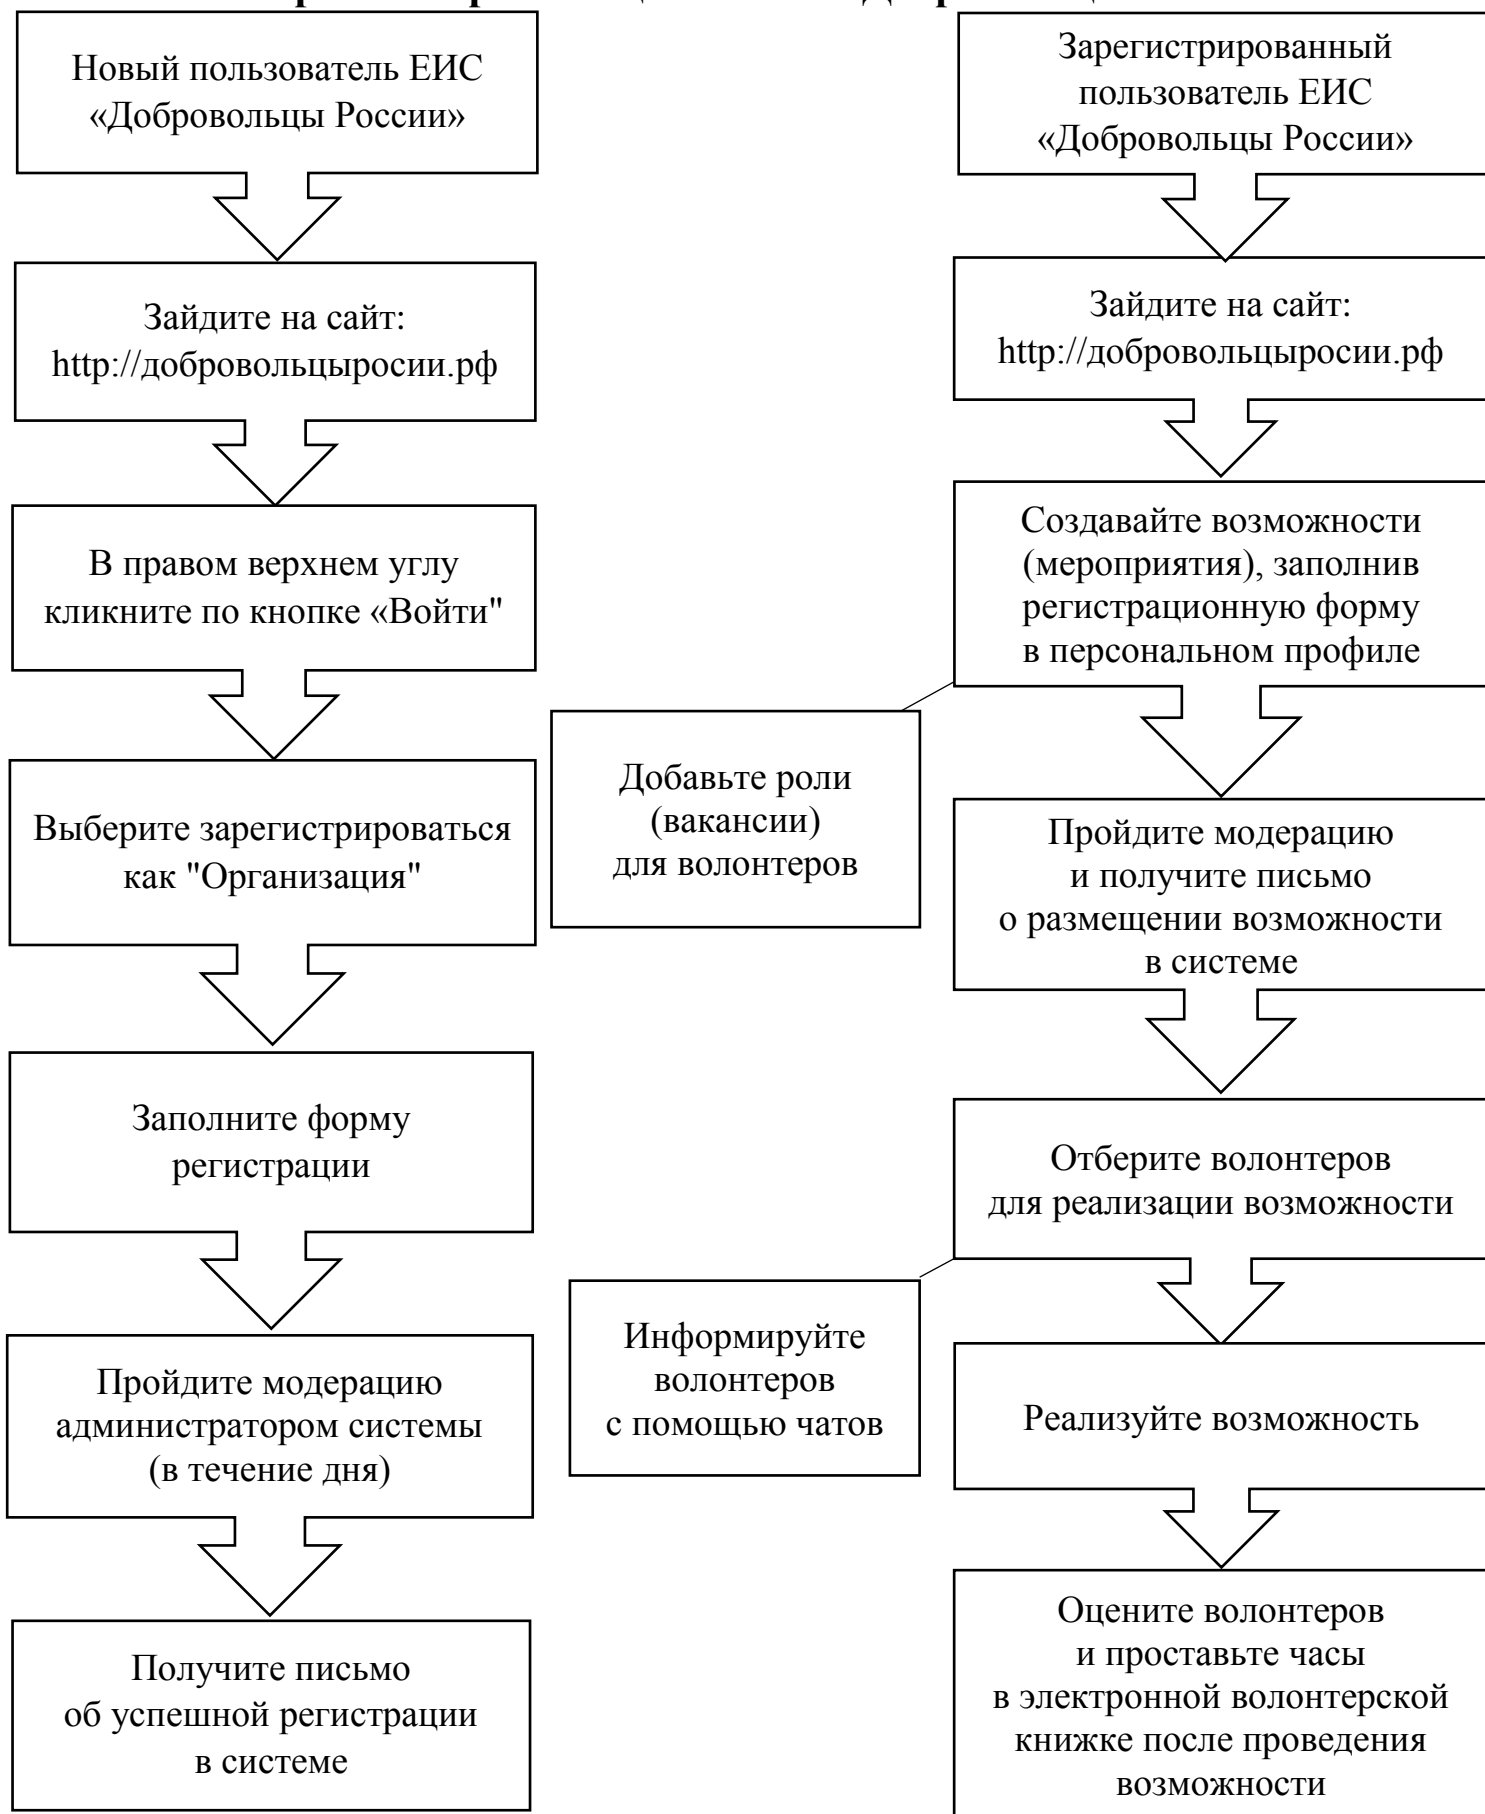 Новый пользователь ЕИС
«Добровольцы России»
Зайдите на сайт:
http://добровольцыросии.рф
В правом верхнем углу
кликните по кнопке «Войти"
Выберите зарегистрироваться
как "Организация"
Заполните форму
регистрации
Пройдите модерацию
администратором системы
(в течение дня)
Получите письмо
об успешной регистрации
в системе
Зарегистрированный
пользователь ЕИС
«Добровольцы России»
Зайдите на сайт:
http://добровольцыросии.рф
Создавайте возможности
(мероприятия), заполнив
регистрационную форму
в персональном профиле
Добавьте роли
(вакансии)
для волонтеров
Пройдите модерацию
и получите письмо
о размещении возможности
в системе
Отберите волонтеров
для реализации возможности
Информируйте
волонтеров
с помощью чатов
Реализуйте возможность
Оцените волонтеров
и проставьте часы
в электронной волонтерской
книжке после проведения
возможности